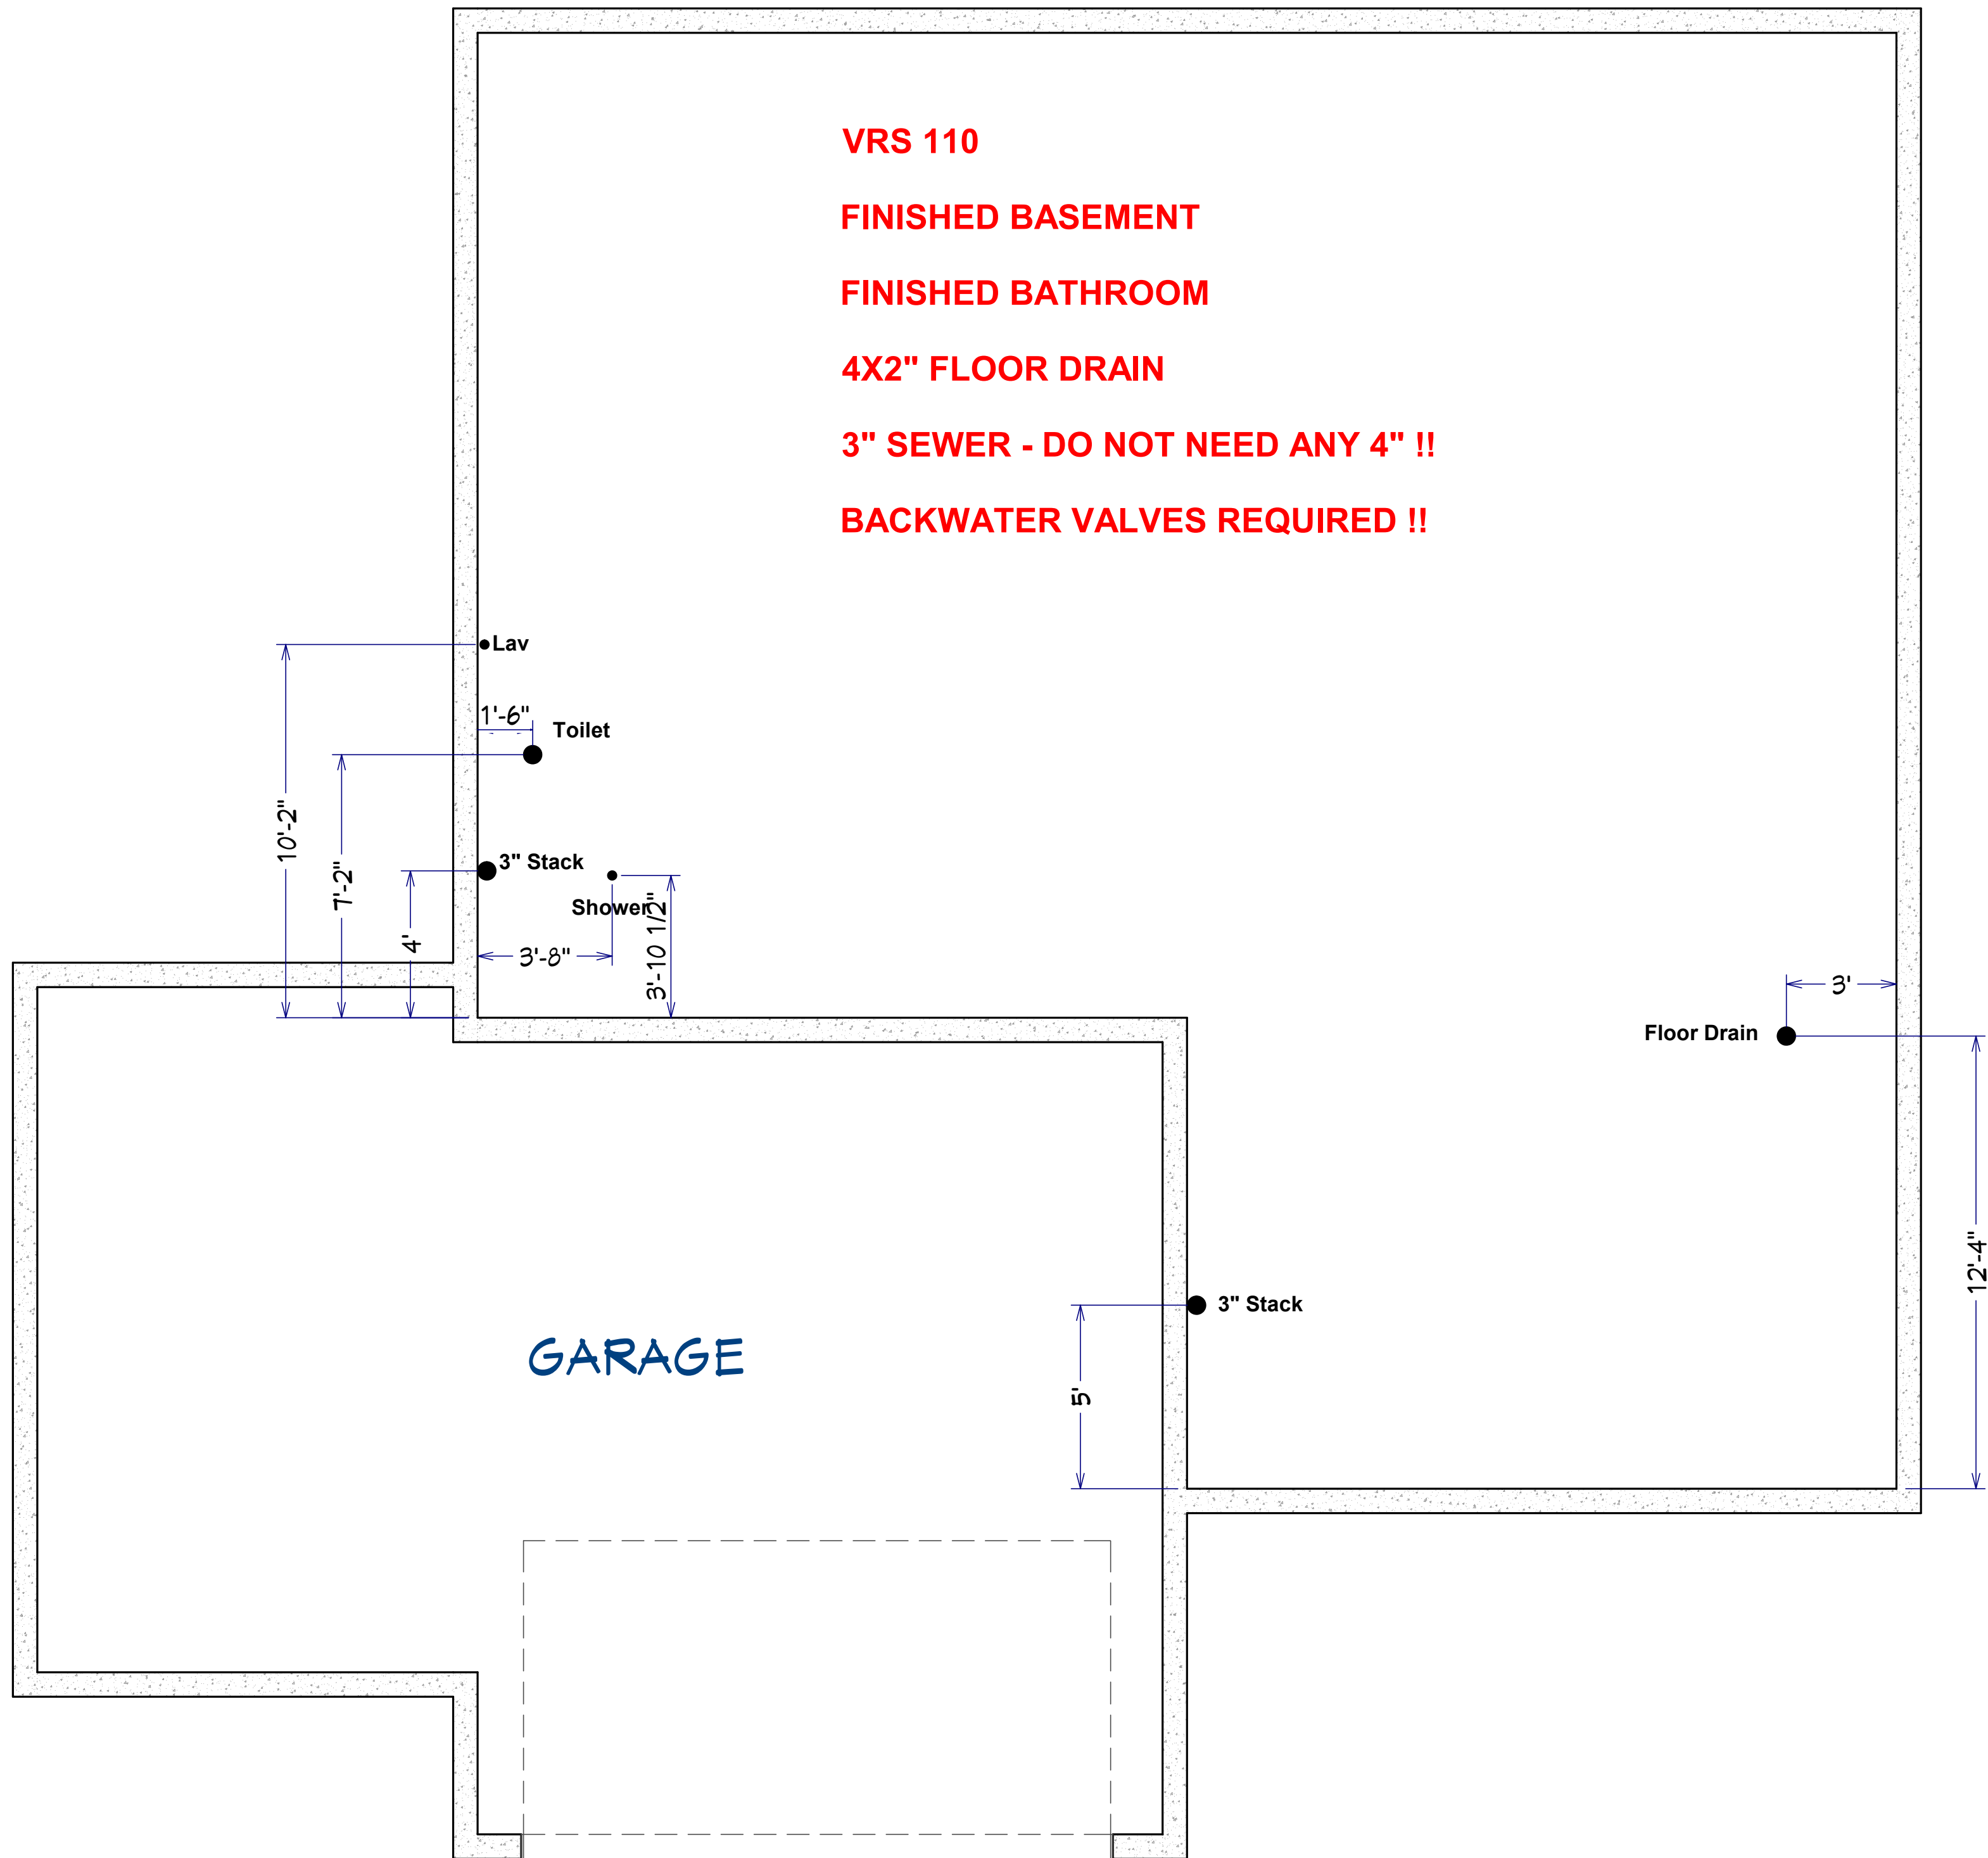 VRS 110
FINISHED BASEMENT
FINISHED BATHROOM
4X2" FLOOR DRAIN
3" SEWER - DO NOT NEED ANY 4" !!
BACKWATER VALVES REQUIRED !!
Lav
1'-6"
Toilet
10'-2"
7'-2"
3" Stack
4'
Shower
3'-8"
3'-10 1/2"
3'
Floor Drain
12'-4"
3" Stack
5'
GARAGE